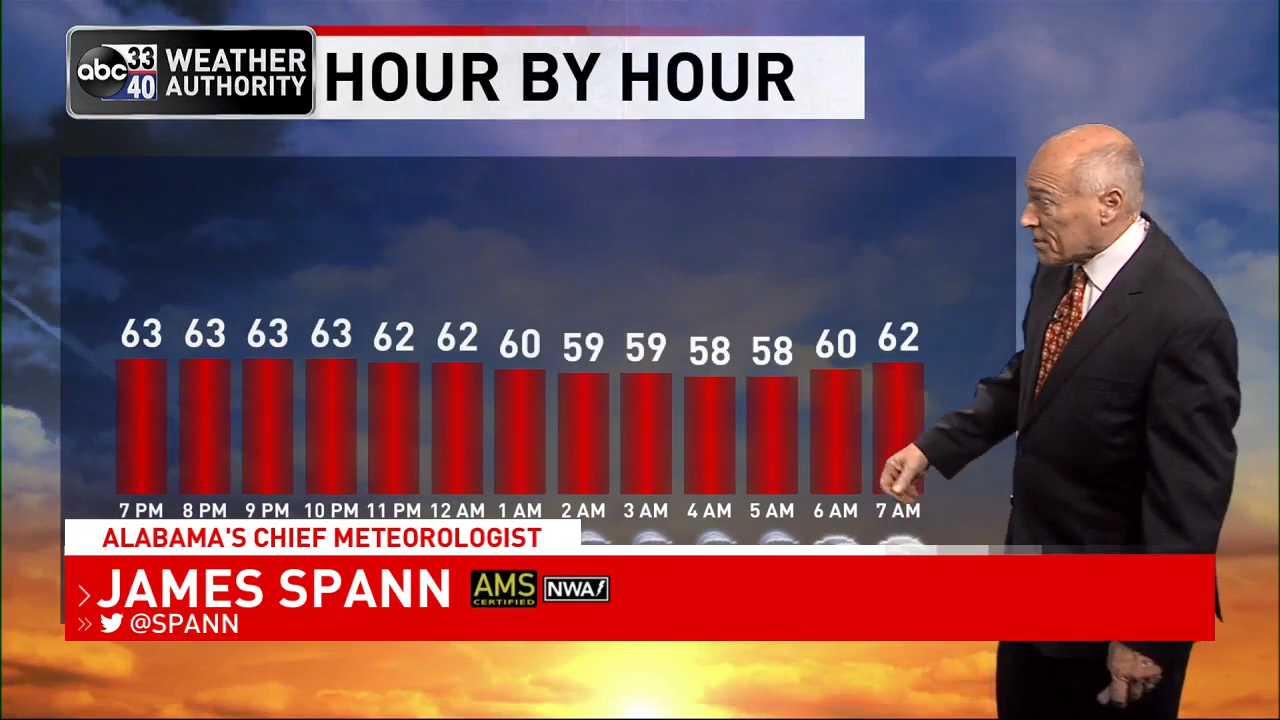 abc 33 40 WEATHER AUTHORITY
HOUR BY HOUR
63 63 63 63 62 62 60 59 59 58 58 60 62
7 PM 8 PM 9 PM 10 PM 11 PM 12 AM 1 AM 2 AM 3 AM 4 AM 5 AM 6 AM 7 AM
ALABAMA'S CHIEF METEOROLOGIST
JAMES SPANN AMS CERTIFIED NWA
@SPANN